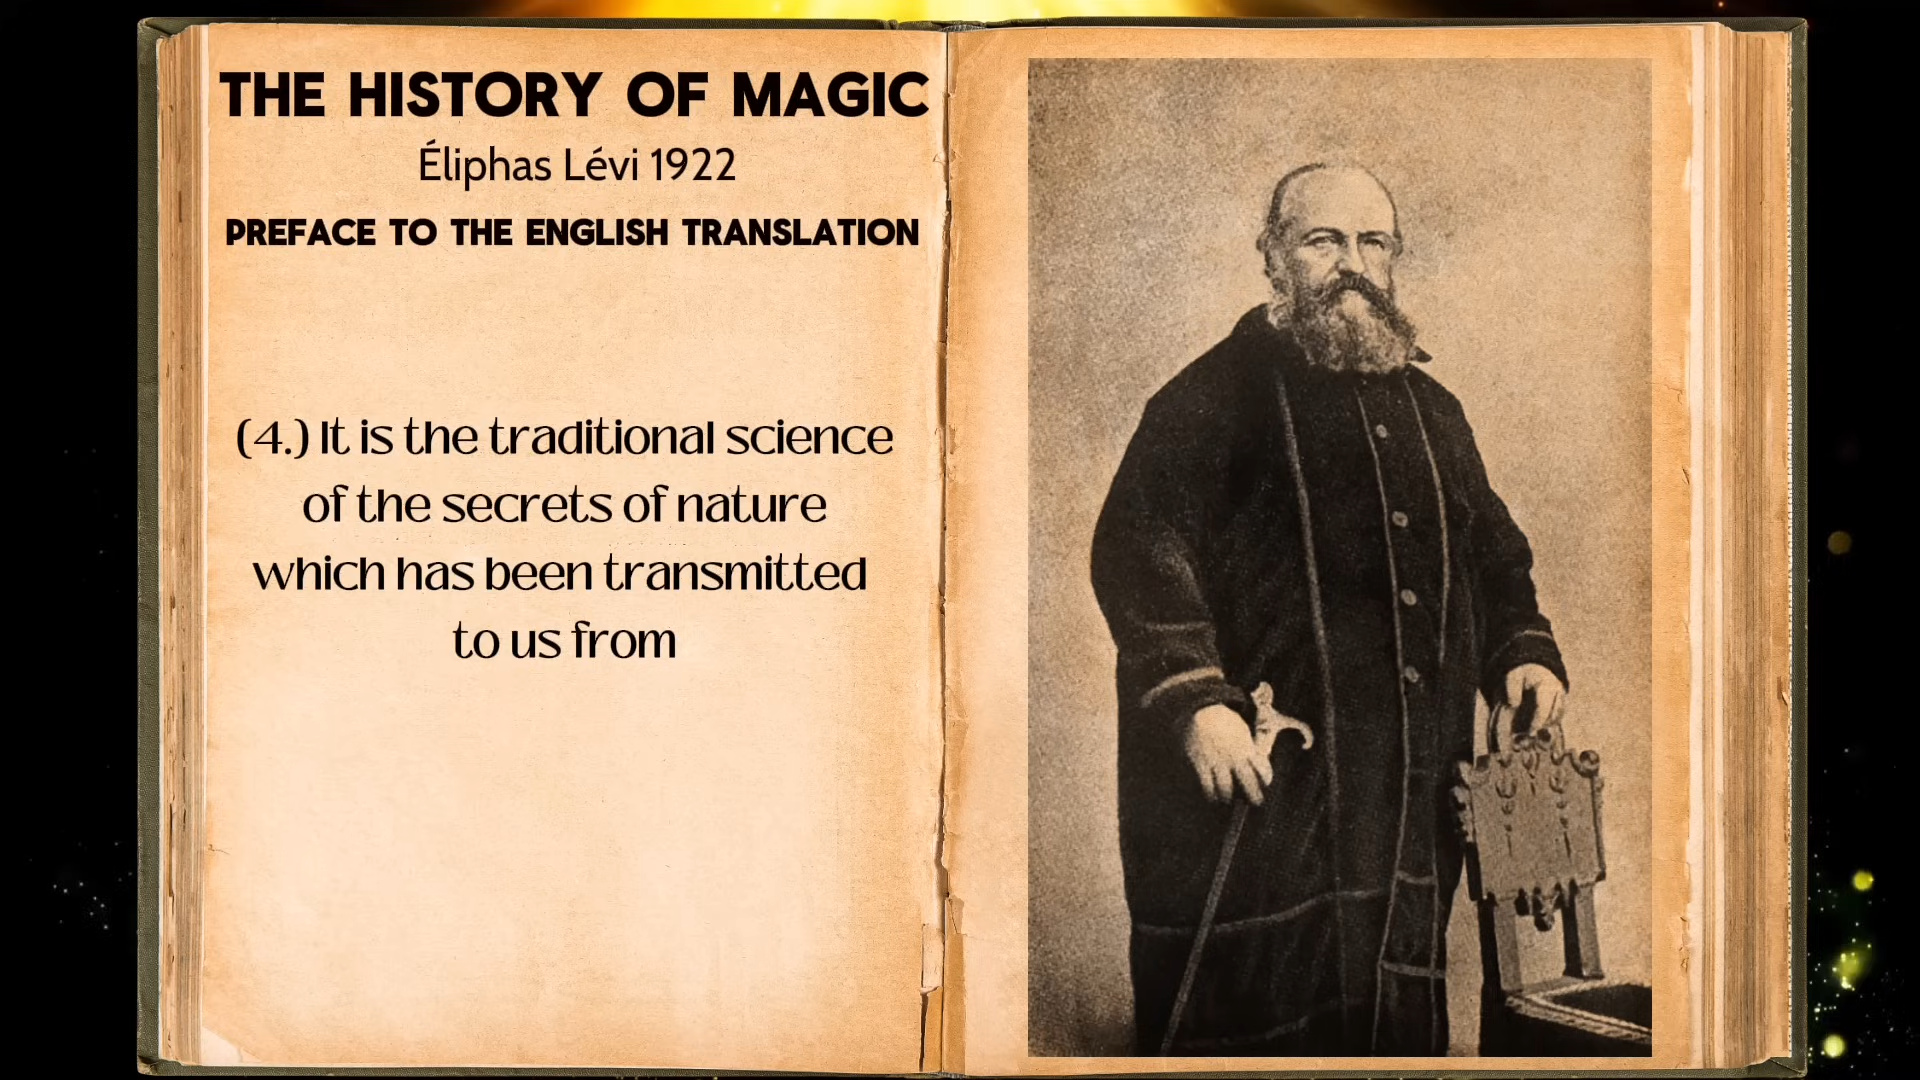 THE HISTORY OF MAGIC
Éliphas Lévi 1922
PREFACE TO THE ENGLISH TRANSLATION
(4.) It is the traditional science
of the secrets of nature
which has been transmitted
to us from